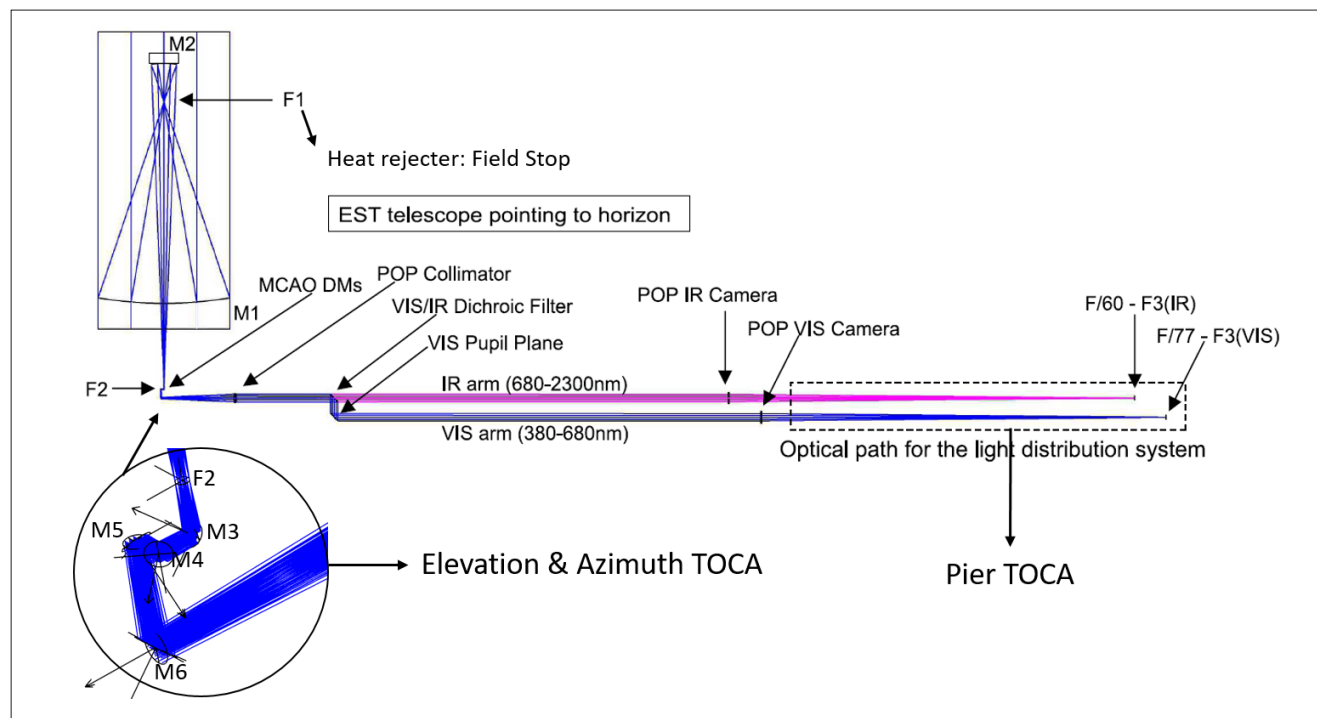 M2
F1
Heat rejecter: Field Stop
EST telescope pointing to horizon
MCAO DMs
POP Collimator
M1
VIS/IR Dichroic Filter
VIS Pupil Plane
POP IR Camera
POP VIS Camera
F/60 - F3(IR)
F/77 - F3(VIS)
F2
IR arm (680-2300nm)
VIS arm (380-680nm)
Optical path for the light distribution system
F2
M5
M3
M4
M6
Elevation & Azimuth TOCA
Pier TOCA